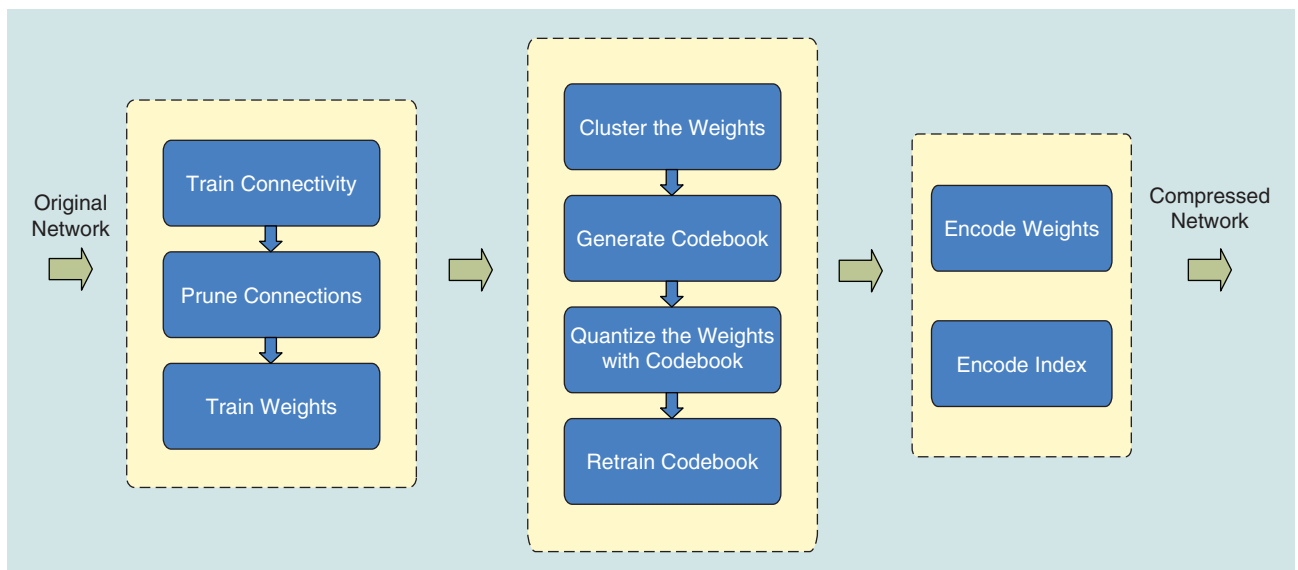 Original
Network
Train Connectivity
Prune Connections
Train Weights
Cluster the Weights
Generate Codebook
Quantize the Weights
with Codebook
Retrain Codebook
Encode Weights
Encode Index
Compressed
Network